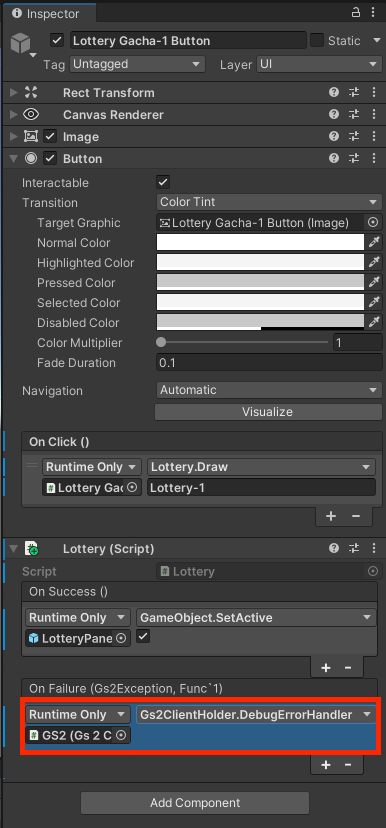 Inspector
Lottery Gacha-1 Button Static
Tag Untagged Layer UI
Rect Transform
Canvas Renderer
Image
Button
Interactable
Transition Color Tint
Target Graphic Lottery Gacha-1 Button (Image)
Normal Color
Highlighted Color
Pressed Color
Selected Color
Disabled Color
Color Multiplier 1
Fade Duration 0.1
Navigation Automatic
Visualize
On Click ()
Runtime Only Lottery.Draw
Lottery Gac Lottery-1
+ −
Lottery (Script)
Script Lottery
On Success ()
Runtime Only GameObject.SetActive
LotteryPane
+ −
On Failure (Gs2Exception, Func`1)
Runtime Only Gs2ClientHolder.DebugErrorHandler
GS2 (Gs 2 C
+ −
Add Component